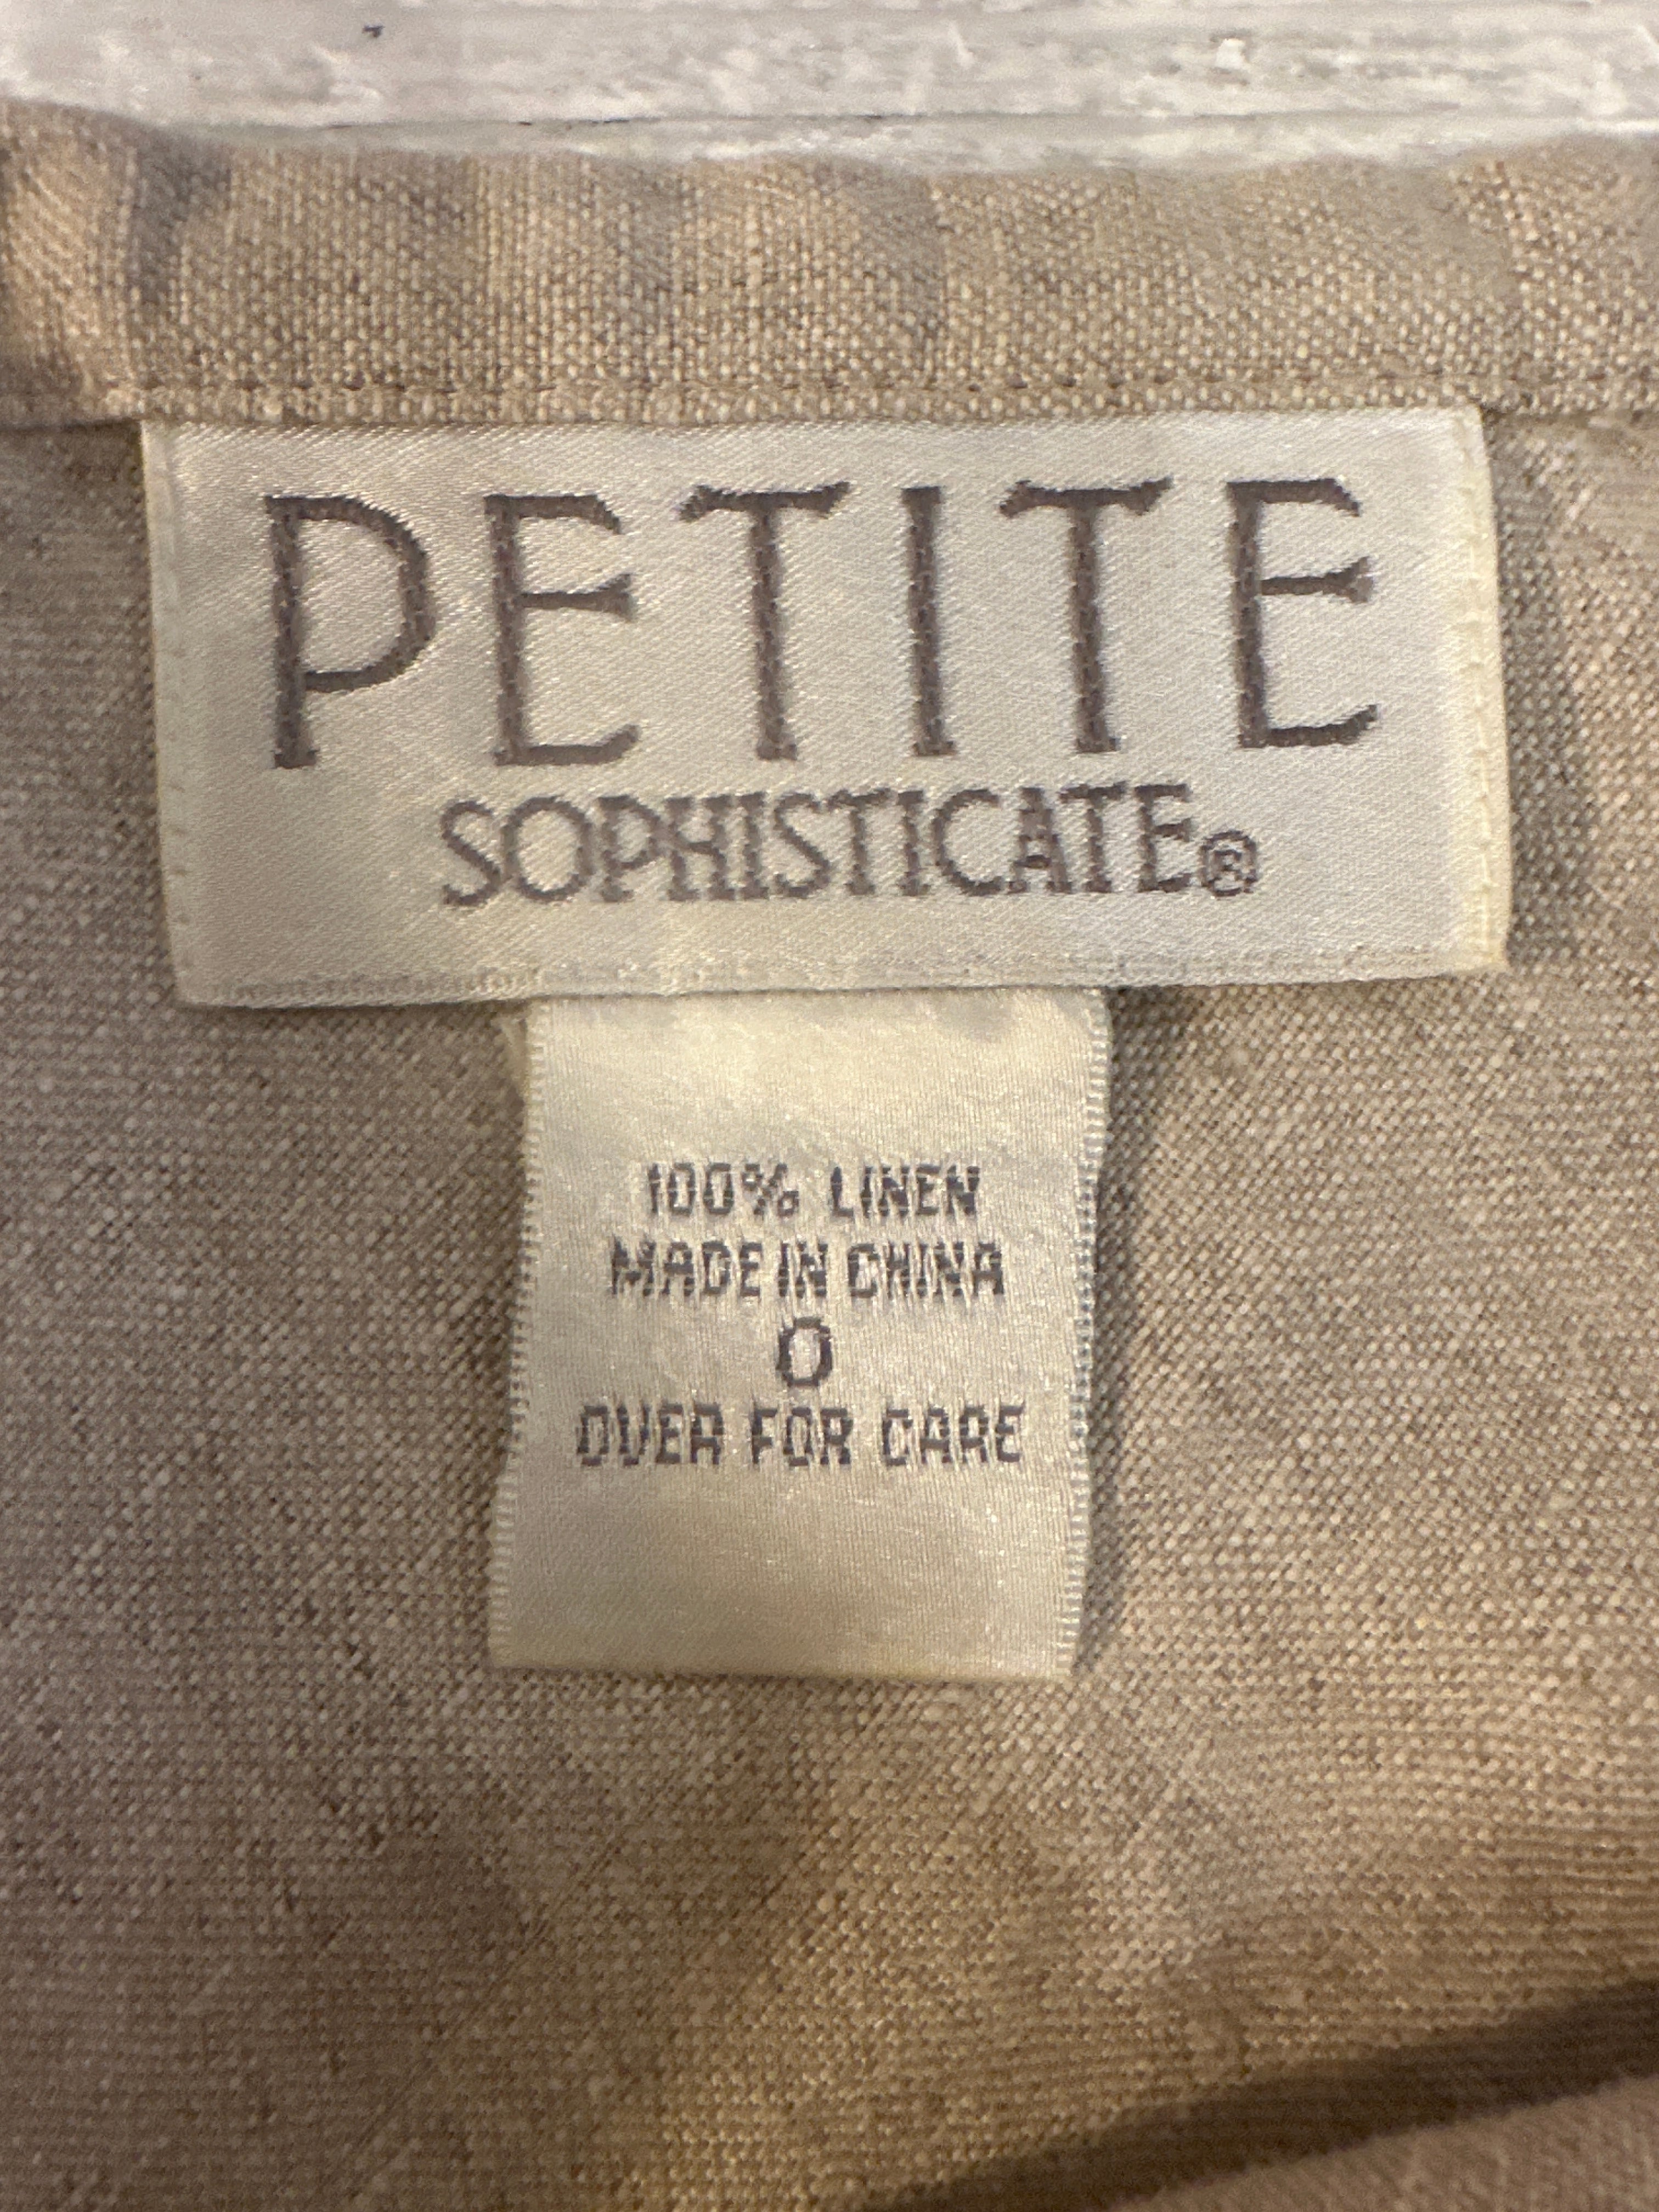 PETITE
SOPHISTICATE®
100% LINEN
MADE IN CHINA
0
OVER FOR CARE